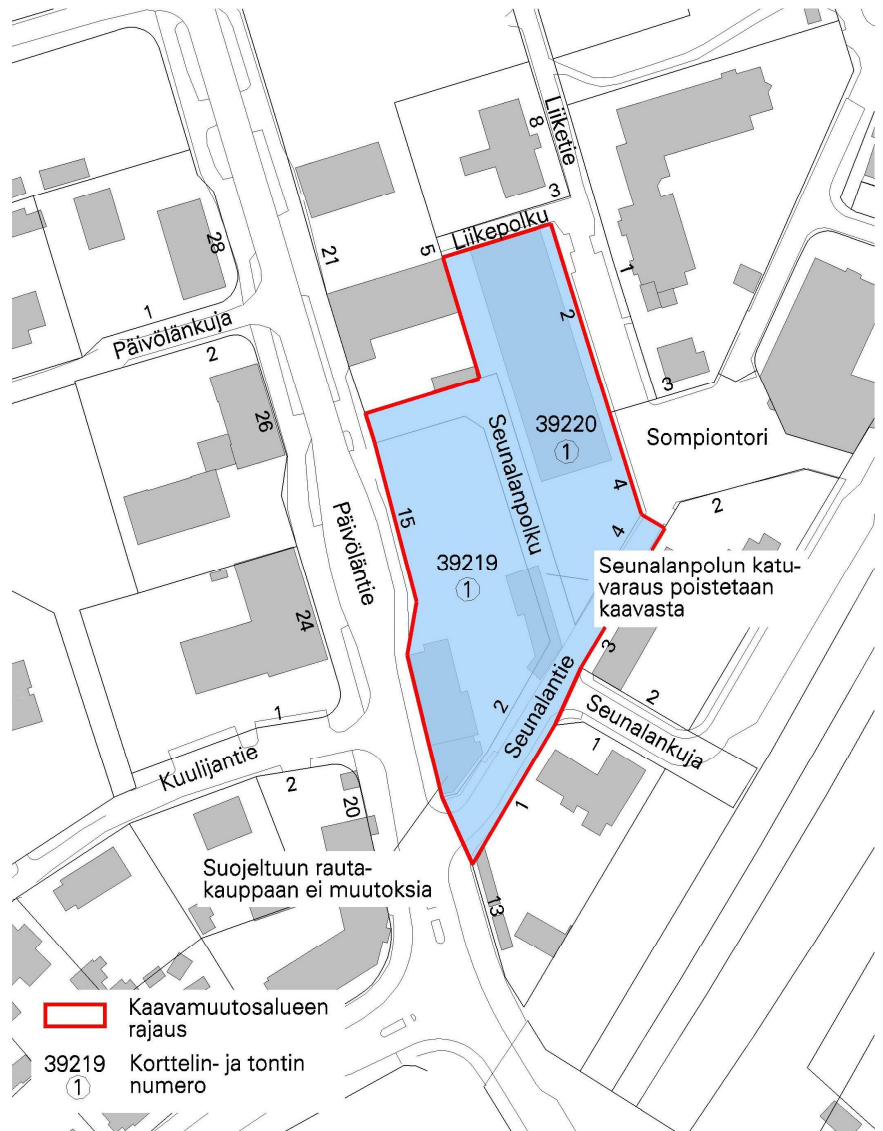 8
Liiketie
3
Liikepolku
5
21
28
1
Päivölänkuja
2
26
2
1
3
Sompiontori
39220
1
Seunalanpolku
4
4
2
15
Päivöläntie
39219
1
Seunalanpolun katu-
varaus poistetaan
kaavasta
24
1
Kuulijantie
2
20
2
Seunalantie
3
2
Seunalankuja
1
1
13
Suojeltuun rauta-
kauppaan ei muutoksia
Kaavamuutosalueen
rajaus
39219
1
Korttelin- ja tontin
numero